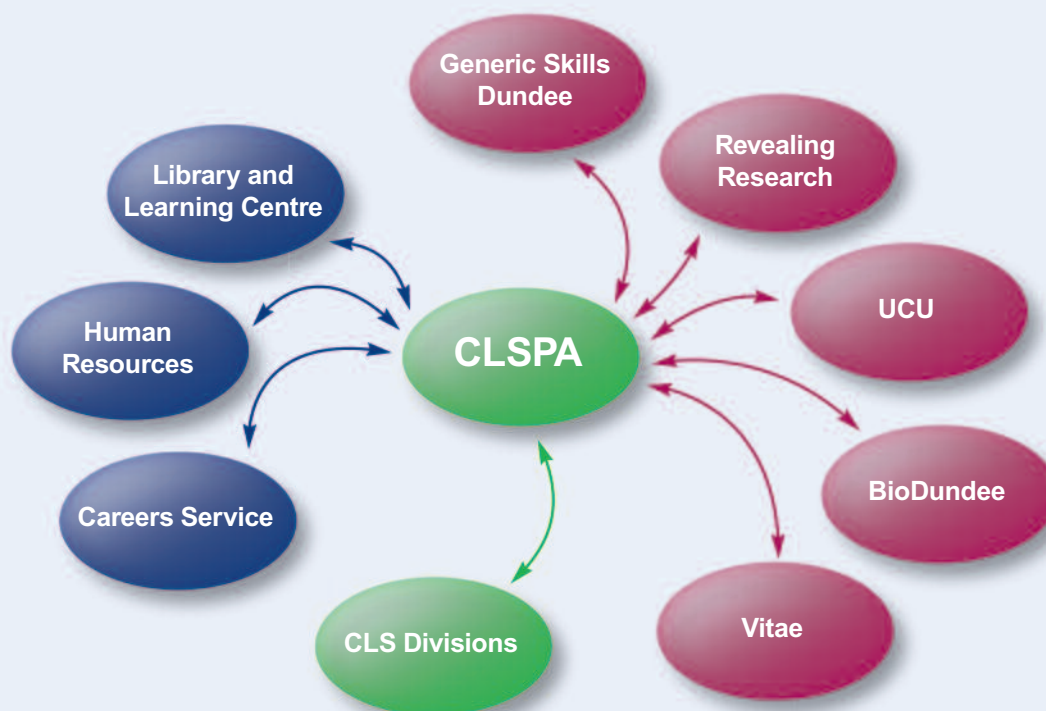 Generic Skills
Dundee
Revealing
Research
Library and
Learning Centre
UCU
Human
Resources
CLSPA
BioDundee
Careers Service
Vitae
CLS Divisions